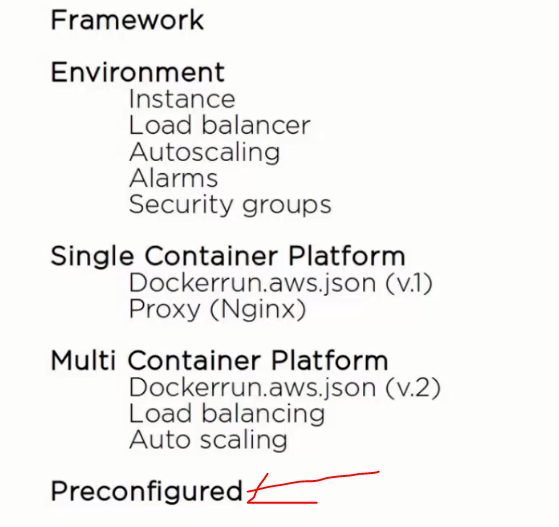 Framework
Environment
Instance
Load balancer
Autoscaling
Alarms
Security groups
Single Container Platform
Dockerrun.aws.json (v.1)
Proxy (Nginx)
Multi Container Platform
Dockerrun.aws.json (v.2)
Load balancing
Auto scaling
Preconfigured